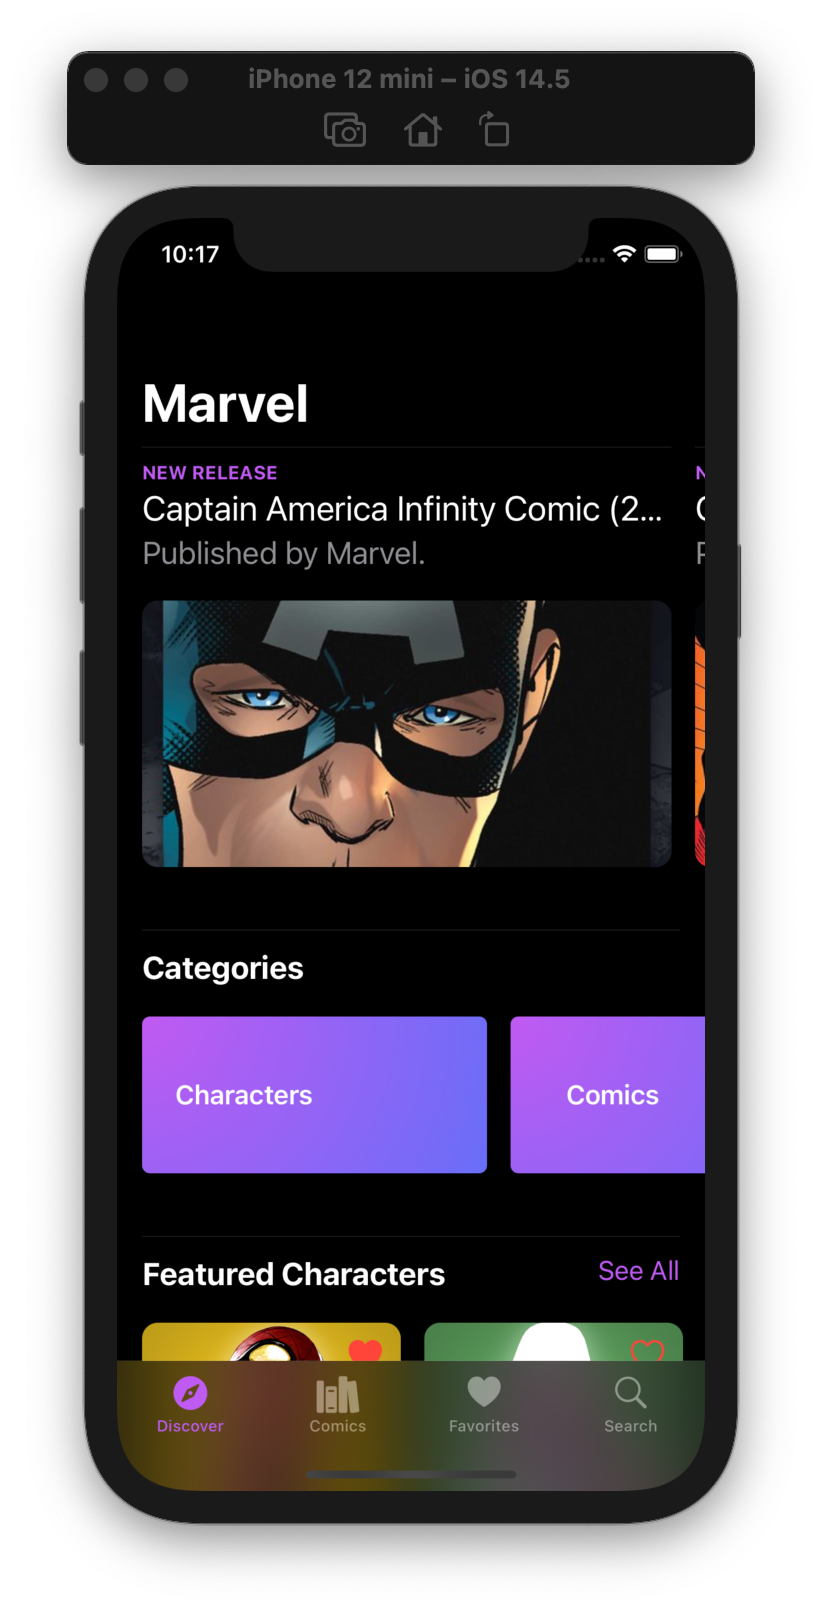 iPhone 12 mini – iOS 14.5
10:17
Marvel
NEW RELEASE
Captain America Infinity Comic (2...
Published by Marvel.
Categories
Characters
Comics
Featured Characters
See All
Discover
Comics
Favorites
Search